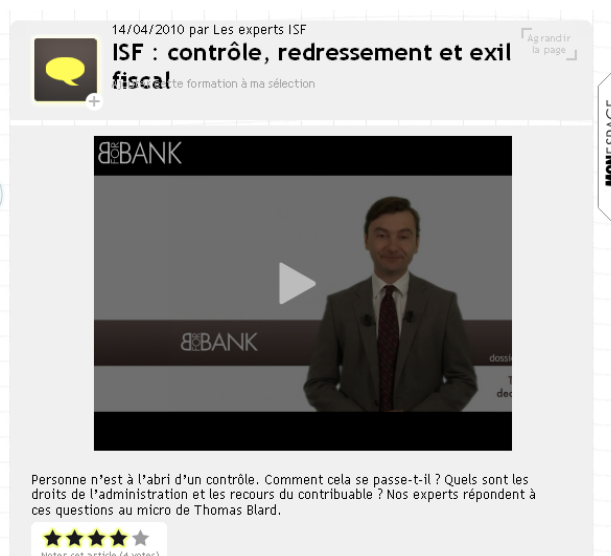 14/04/2010 par Les experts ISF
Agrandir
la page
ISF : contrôle, redressement et exil
fiscal
cette formation à ma sélection
MONESPACE
BFORBANK
BFORBANK
dossi
Personne n'est à l'abri d'un contrôle. Comment cela se passe-t-il ? Quels sont les
droits de l'administration et les recours du contribuable ? Nos experts répondent à
ces questions au micro de Thomas Blard.
Noter cet article (4 votes)